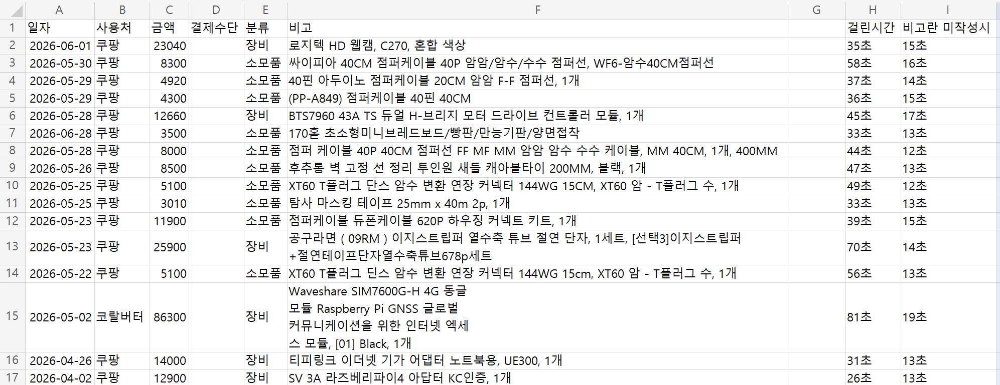 A B C D E F G H I
1 일자 사용처 금액 결제수단 분류 비고 걸린시간 비고란 미작성시
2 2026-06-01 쿠팡 23040 장비 로지텍 HD 웹캠, C270, 혼합 색상 35초 15초
3 2026-05-30 쿠팡 8300 소모품 싸이피아 40CM 점퍼케이블 40P 암암/암수/수수 점퍼선, WF6-암수40CM점퍼선 58초 16초
4 2026-05-29 쿠팡 4920 소모품 40핀 아두이노 점퍼케이블 20CM 암암 F-F 점퍼선, 1개 37초 14초
5 2026-05-29 쿠팡 4300 소모품 (PP-A849) 점퍼케이블 40핀 40CM 36초 15초
6 2026-05-28 쿠팡 12660 장비 BTS7960 43A TS 듀얼 H-브리지 모터 드라이브 컨트롤러 모듈, 1개 45초 17초
7 2026-06-28 쿠팡 3500 소모품 170홑 초소형미니브레드보드/빵판/만능기판/양면접착 33초 13초
8 2026-05-28 쿠팡 8000 소모품 점퍼 케이블 40P 40CM 점퍼선 FF MF MM 암암 암수 수수 케이블, MM 40CM, 1개, 400MM 44초 12초
9 2026-05-26 쿠팡 8500 소모품 후추통 벽 고정 선 정리 투인원 새들 캐아블타이 200MM, 블랙, 1개 47초 13초
10 2026-05-25 쿠팡 5100 소모품 XT60 T플러그 단스 암수 변환 연장 커넥터 144WG 15CM, XT60 암 - T플러그 수, 1개 49초 12초
11 2026-05-25 쿠팡 3010 소모품 탐사 마스킹 테이프 25mm x 40m 2p, 1개 33초 13초
12 2026-05-23 쿠팡 11900 소모품 점퍼케이블 듀폰케이블 620P 하우징 커넥트 키트, 1개 39초 15초
13 2026-05-23 쿠팡 25900 장비 공구라면 ( 09RM ) 이지스트립퍼 열수축 튜브 절연 단자, 1세트, [선택3]이지스트립퍼
+절연테이프단자열수축튜브678p세트 70초 14초
14 2026-05-22 쿠팡 5100 소모품 XT60 T플러그 딘스 암수 변환 연장 커넥터 144WG 15cm, XT60 암 - T플러그 수, 1개 56초 13초
15 2026-05-02 코랄버터 86300 장비 Waveshare SIM7600G-H 4G 동글
모듈 Raspberry Pi GNSS 글로벌
커뮤니케이션을 위한 인터넷 엑세
스 모듈, [01] Black, 1개 81초 19초
16 2026-04-26 쿠팡 14000 장비 티피링크 이더넷 기가 어댑터 노트북용, UE300, 1개 31초 13초
17 2026-04-02 쿠팡 12900 장비 SV 3A 라즈베리파이4 아답터 KC인증, 1개 26초 13초